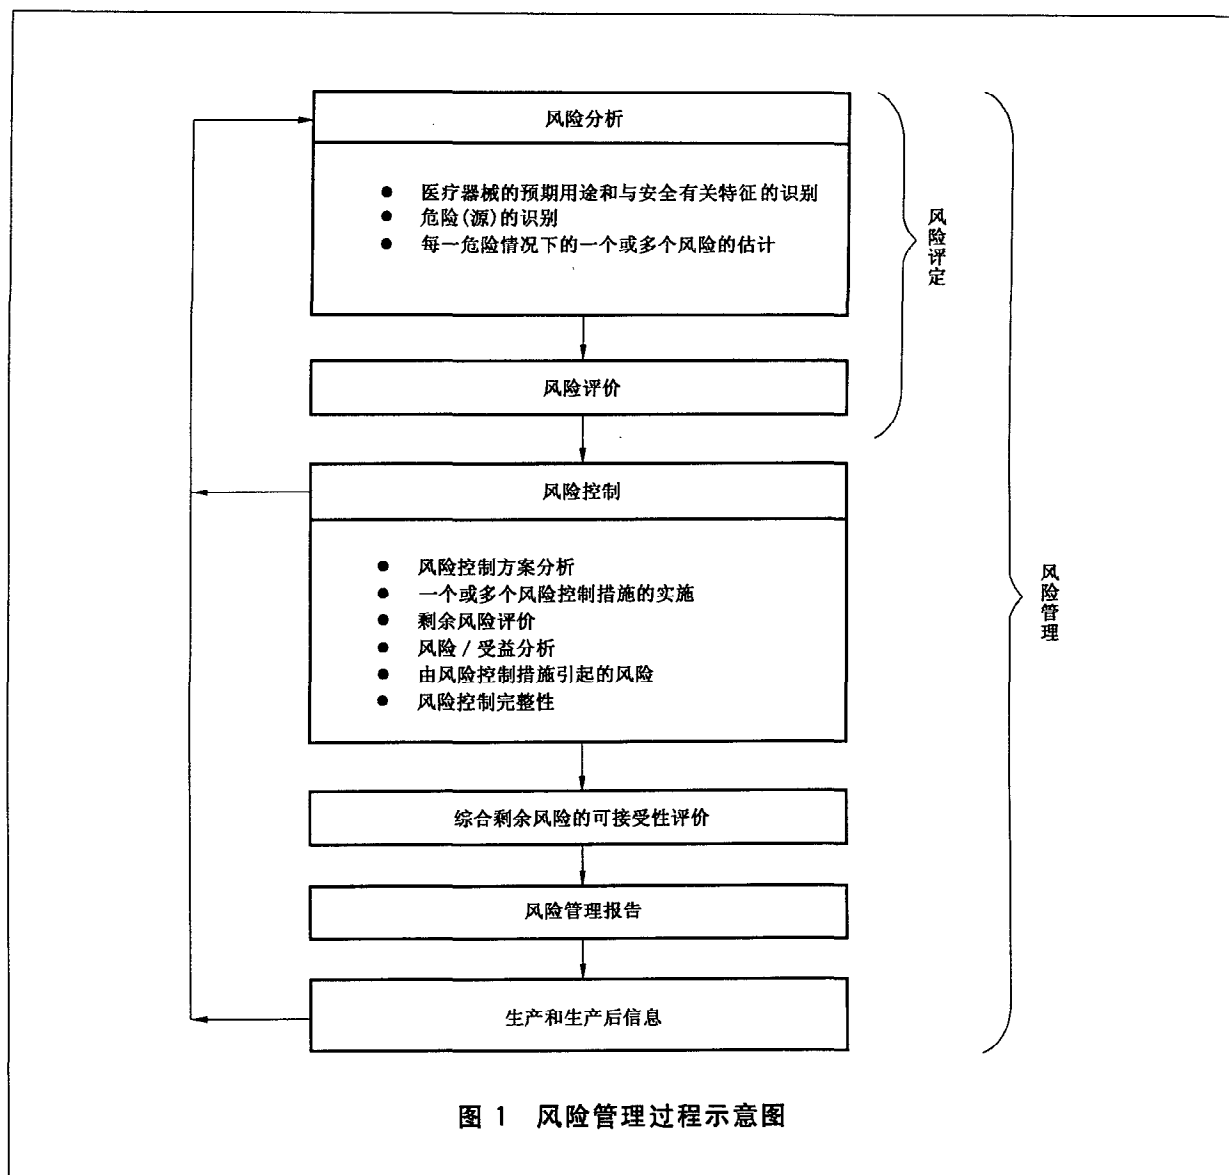 风险分析
● 医疗器械的预期用途和与安全有关特征的识别
● 危险(源)的识别
● 每一危险情况下的一个或多个风险的估计
风险评定
风险评价
风险控制
● 风险控制方案分析
● 一个或多个风险控制措施的实施
● 剩余风险评价
● 风险/受益分析
● 由风险控制措施引起的风险
● 风险控制完整性
风险管理
综合剩余风险的可接受性评价
风险管理报告
生产和生产后信息
图 1 风险管理过程示意图